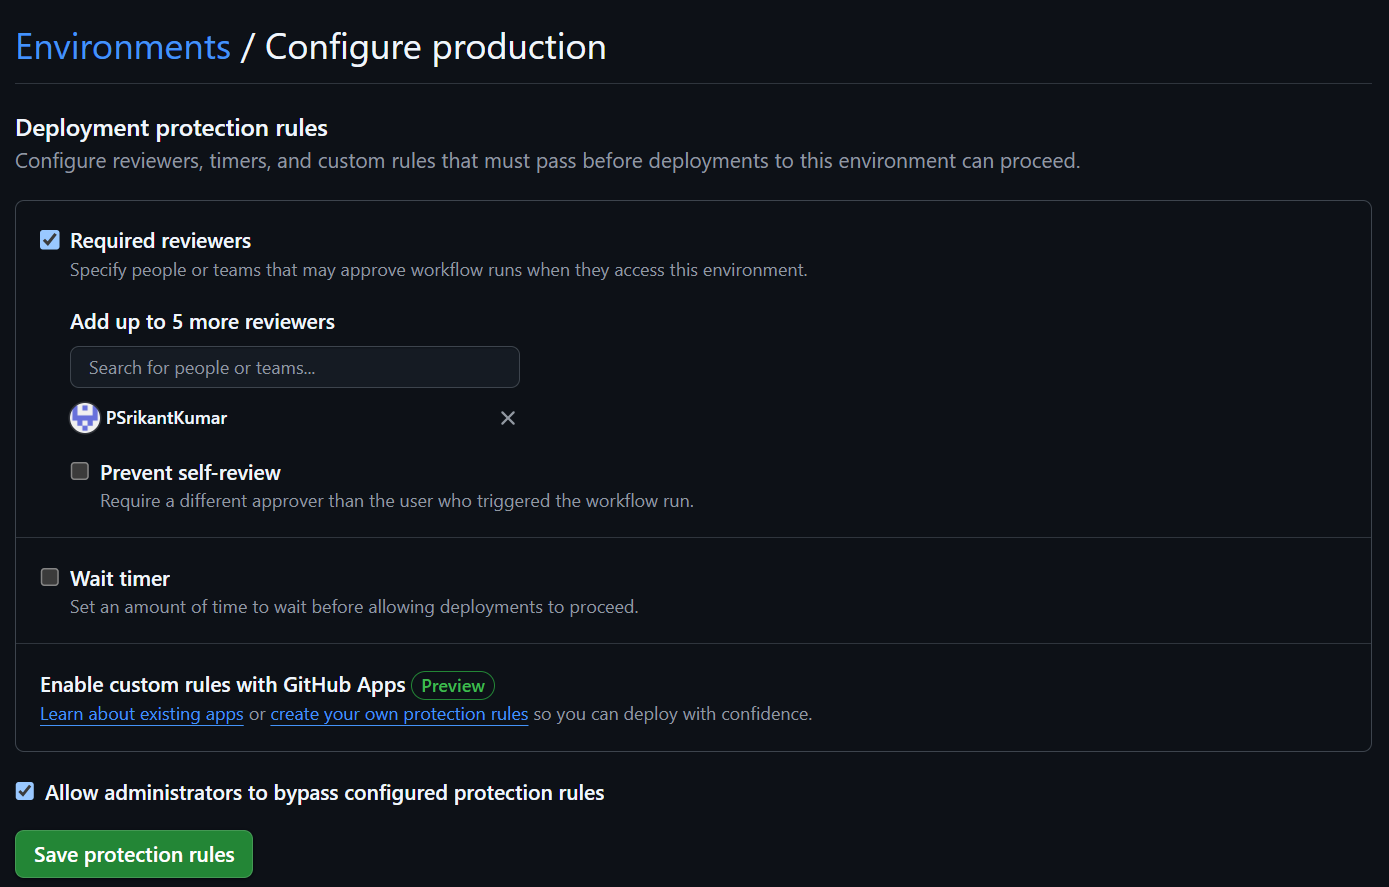 Environments / Configure production
Deployment protection rules
Configure reviewers, timers, and custom rules that must pass before deployments to this environment can proceed.
Required reviewers
Specify people or teams that may approve workflow runs when they access this environment.
Add up to 5 more reviewers
Search for people or teams...
PSrikantKumar
Prevent self-review
Require a different approver than the user who triggered the workflow run.
Wait timer
Set an amount of time to wait before allowing deployments to proceed.
Enable custom rules with GitHub Apps Preview
Learn about existing apps or create your own protection rules so you can deploy with confidence.
Allow administrators to bypass configured protection rules
Save protection rules